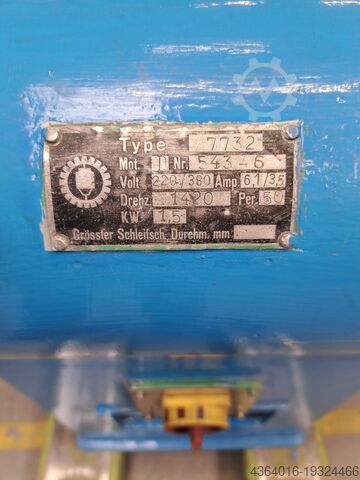 Type 7732
Mot. Nr. 543-6
Volt 220/380 Amp. 6,1/3,5
Drehz. 1420 Per. 50
KW. 1,5
Grösster Schleifsch. Durchm. mm
4364016-19324466